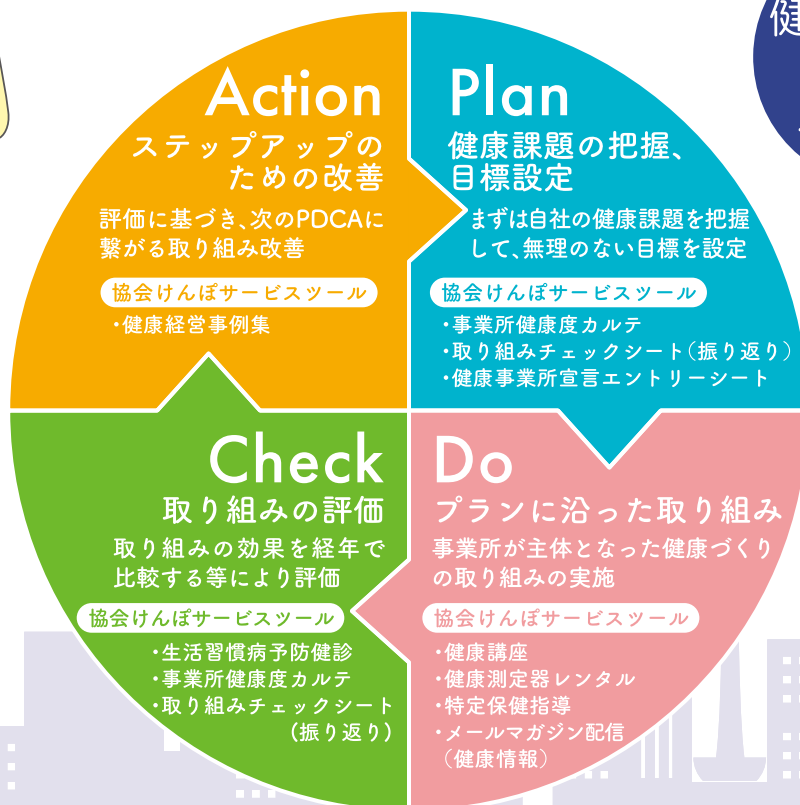 健
Action
ステップアップの
ための改善
評価に基づき、次のPDCAに
繋がる取り組み改善
協会けんぽサービスツール
・健康経営事例集
Plan
健康課題の把握、
目標設定
まずは自社の健康課題を把握
して、無理のない目標を設定
協会けんぽサービスツール
・事業所健康度カルテ
・取り組みチェックシート（振り返り）
・健康事業所宣言エントリーシート
Check
取り組みの評価
取り組みの効果を経年で
比較する等により評価
協会けんぽサービスツール
・生活習慣病予防健診
・事業所健康度カルテ
・取り組みチェックシート
（振り返り）
Do
プランに沿った取り組み
事業所が主体となった健康づくり
の取り組みの実施
協会けんぽサービスツール
・健康講座
・健康測定器レンタル
・特定保健指導
・メールマガジン配信
（健康情報）